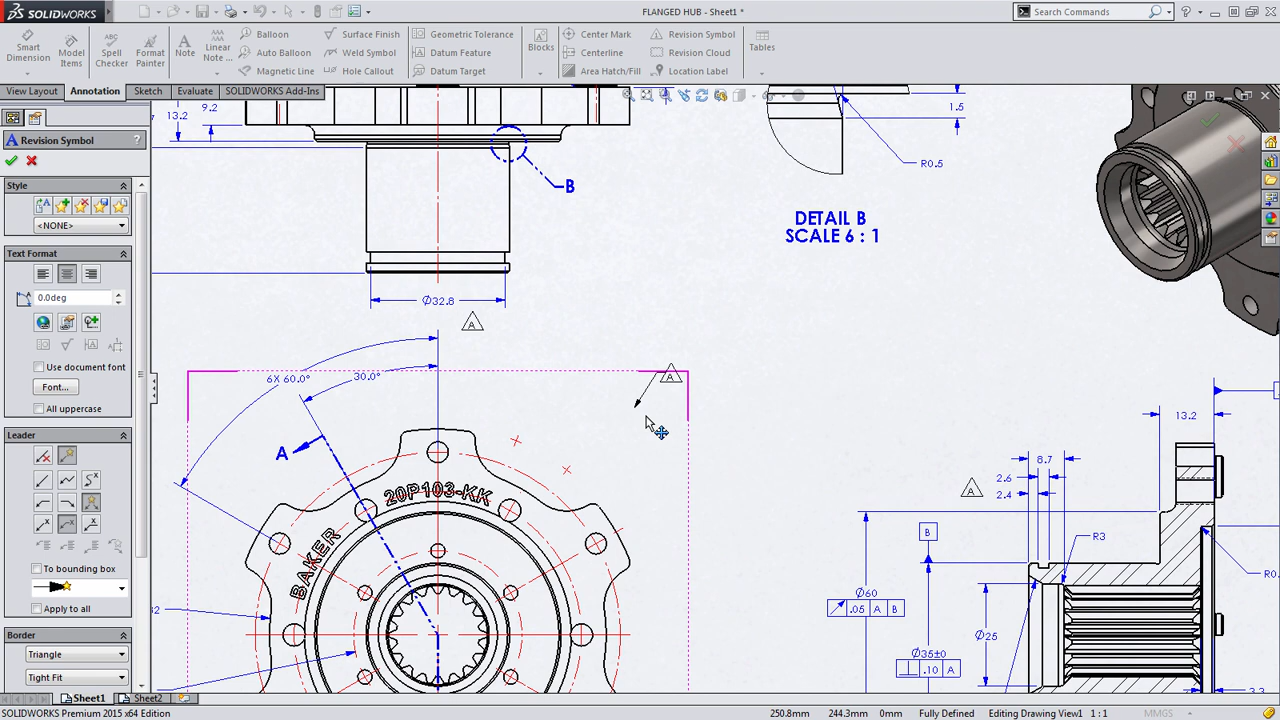 SOLIDWORKS
FLANGED HUB - Sheet1 *
Search Commands
Smart
Dimension
Model
Items
Spell
Checker
Format
Painter
Note
Linear
Note ...
Balloon
Auto Balloon
Magnetic Line
Surface Finish
Weld Symbol
Hole Callout
Geometric Tolerance
Datum Feature
Datum Target
Blocks
Center Mark
Centerline
Area Hatch/Fill
Revision Symbol
Revision Cloud
Location Label
Tables
View Layout
Annotation
Sketch
Evaluate
SOLIDWORKS Add-Ins
Revision Symbol
?
Style
<NONE>
Text Format
0.0deg
Use document font
Font...
All uppercase
Leader
To bounding box
Apply to all
Border
Triangle
Tight Fit
9.2
13.2
B
Ø32.8
A
6X 60.0°
30.0°
A
A
20P103-KK
BAKER
1.5
R0.5
DETAIL B
SCALE 6 : 1
13.2
8.7
2.6
2.4
A
B
R3
Ø60
.05 A B
Ø25
Ø35±0
.10 A
3.3
Sheet1
Sheet2
SOLIDWORKS Premium 2015 x64 Edition
250.8mm
244.3mm
0mm
Fully Defined
Editing Drawing View1
1 : 1
MMGS